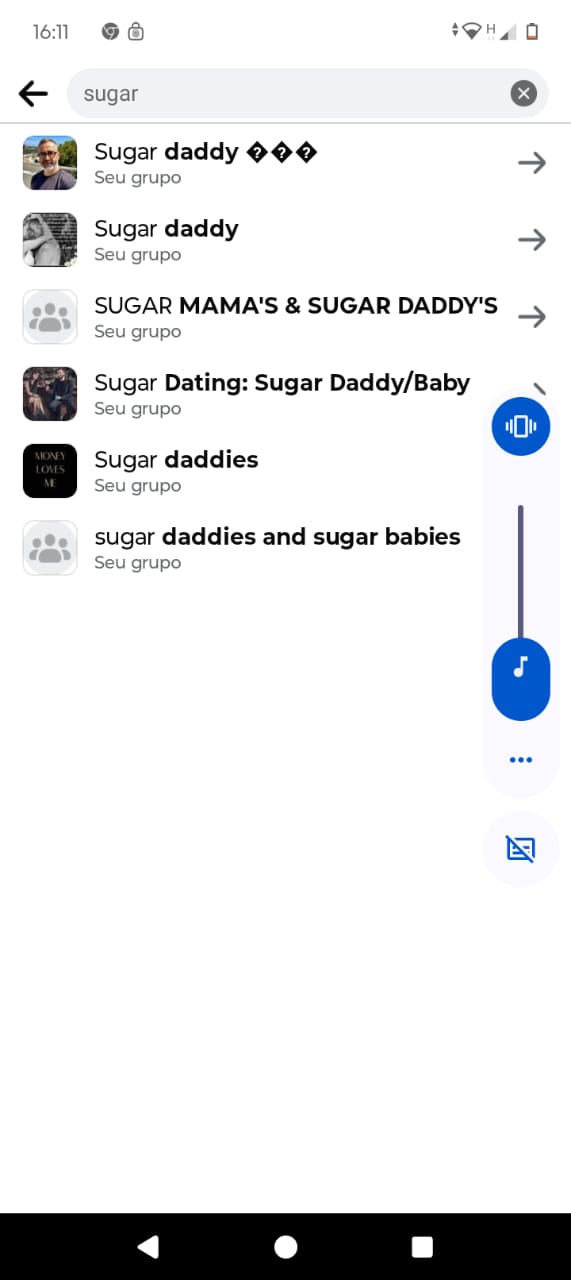 16:11
H
sugar
Sugar daddy ���
Seu grupo
Sugar daddy
Seu grupo
SUGAR MAMA'S & SUGAR DADDY'S
Seu grupo
Sugar Dating: Sugar Daddy/Baby
Seu grupo
MONEY
LOVES
ME
Sugar daddies
Seu grupo
sugar daddies and sugar babies
Seu grupo